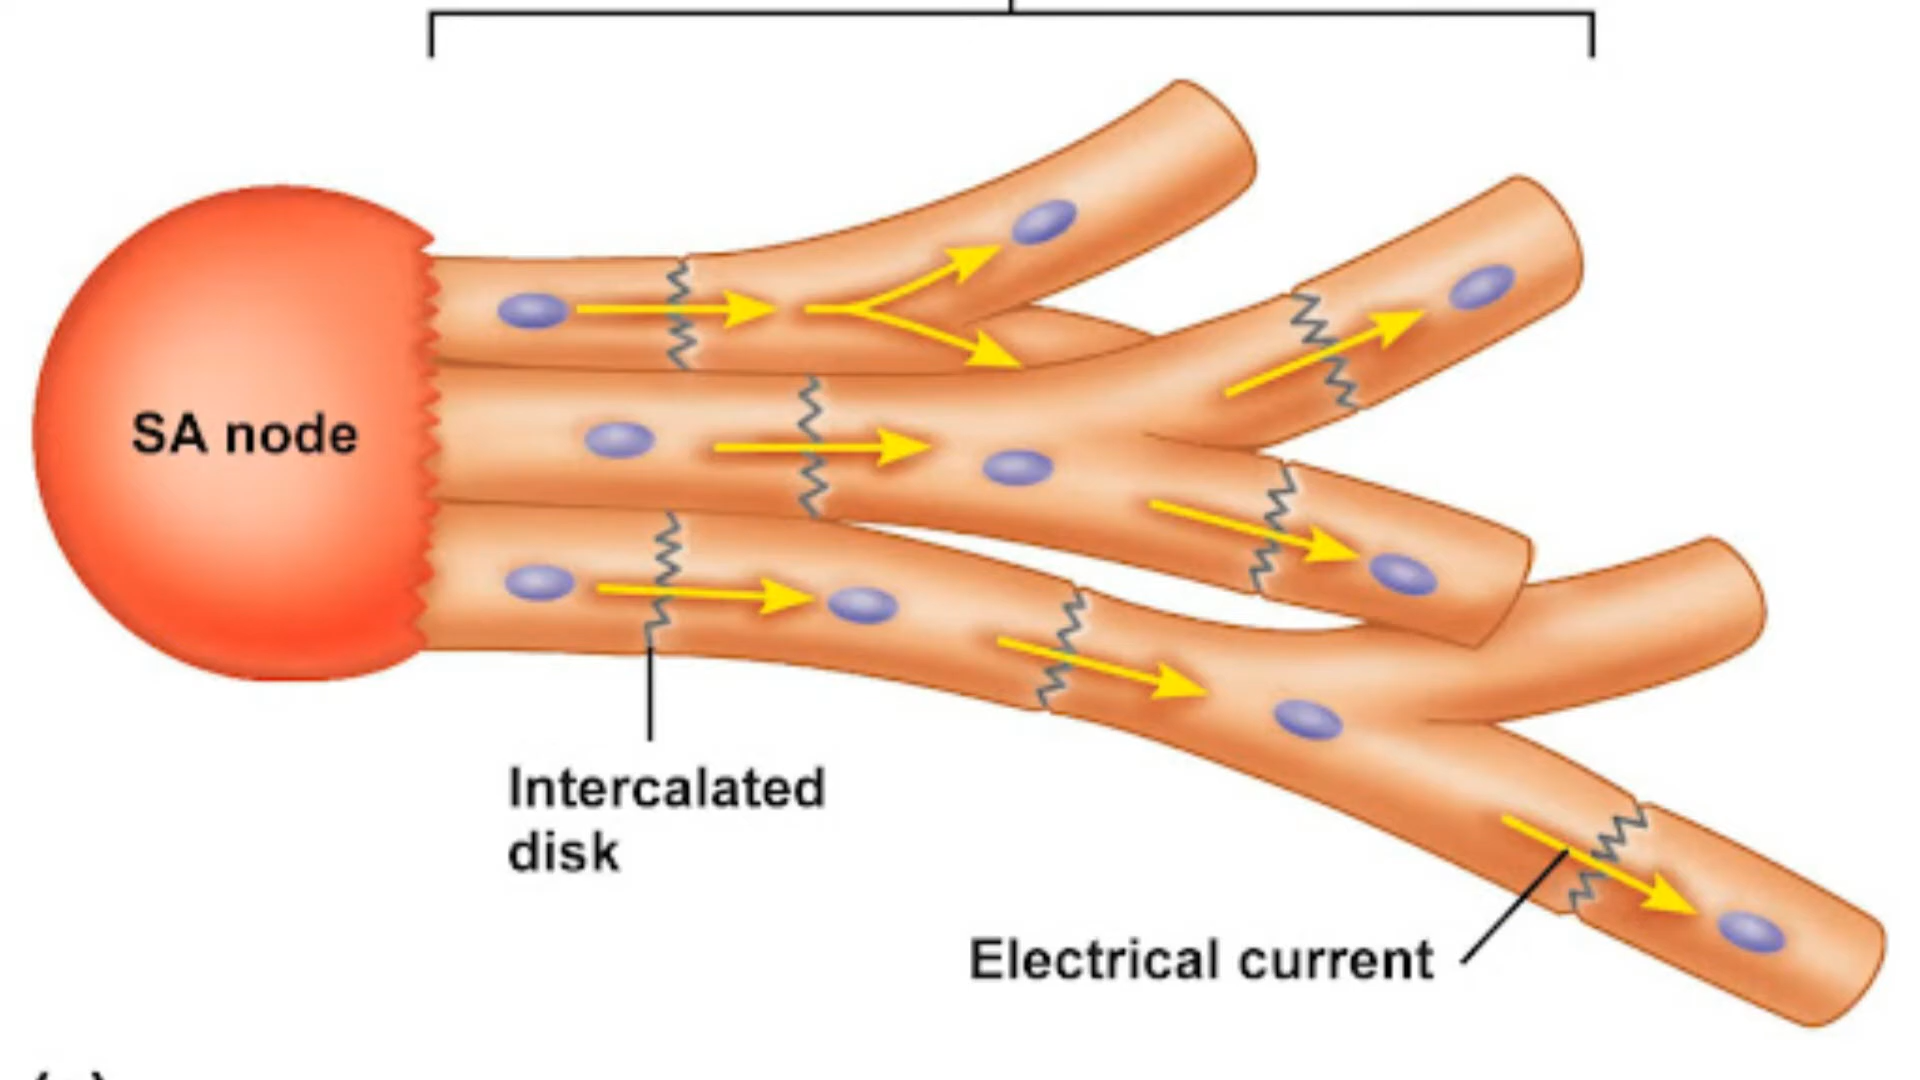 SA node
Intercalated
disk
Electrical current